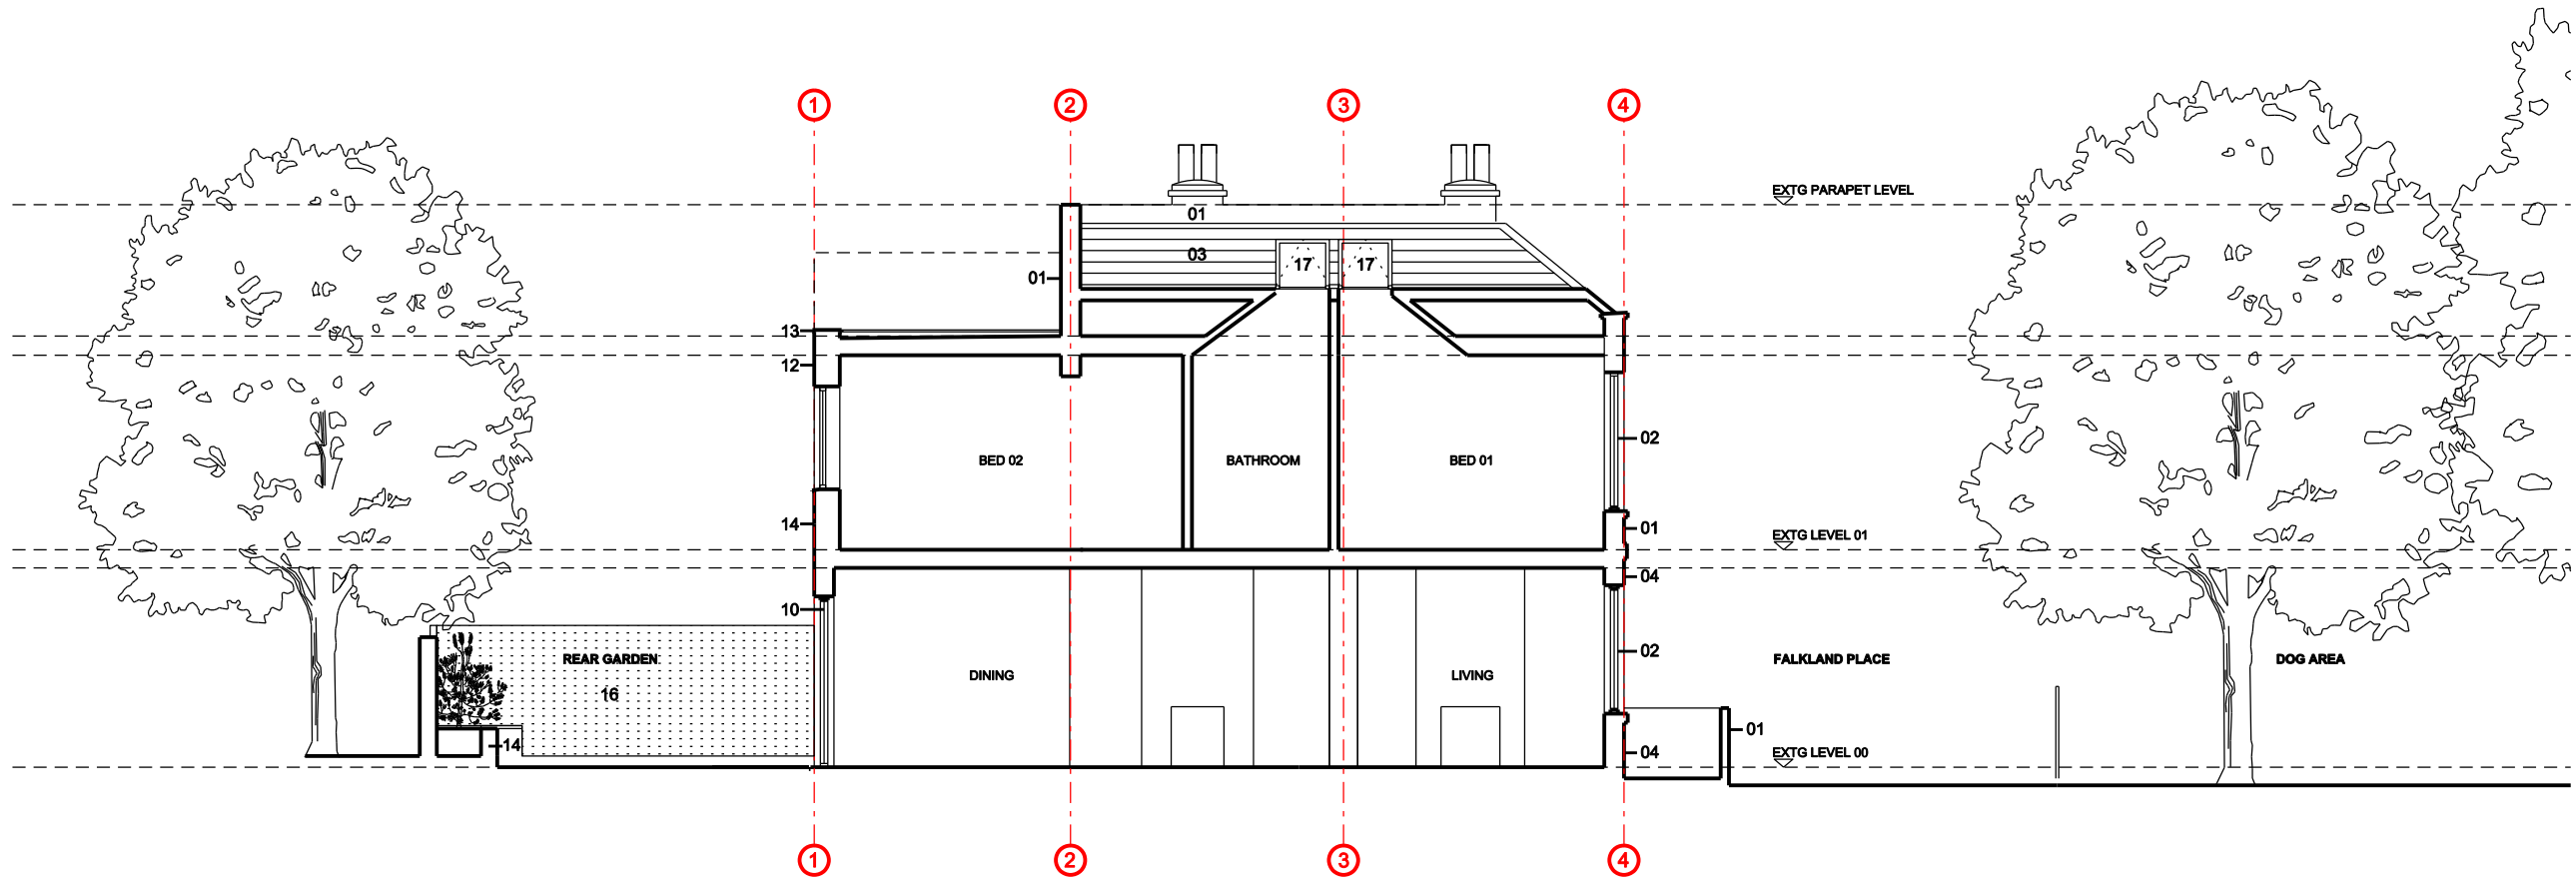 1
2
3
4
EXTG PARAPET LEVEL
01
03
17
17
01
13
12
02
BED 02
BATHROOM
BED 01
14
01
EXTG LEVEL 01
04
10
REAR GARDEN
16
DINING
LIVING
02
FALKLAND PLACE
DOG AREA
14
01
04
EXTG LEVEL 00
1
2
3
4